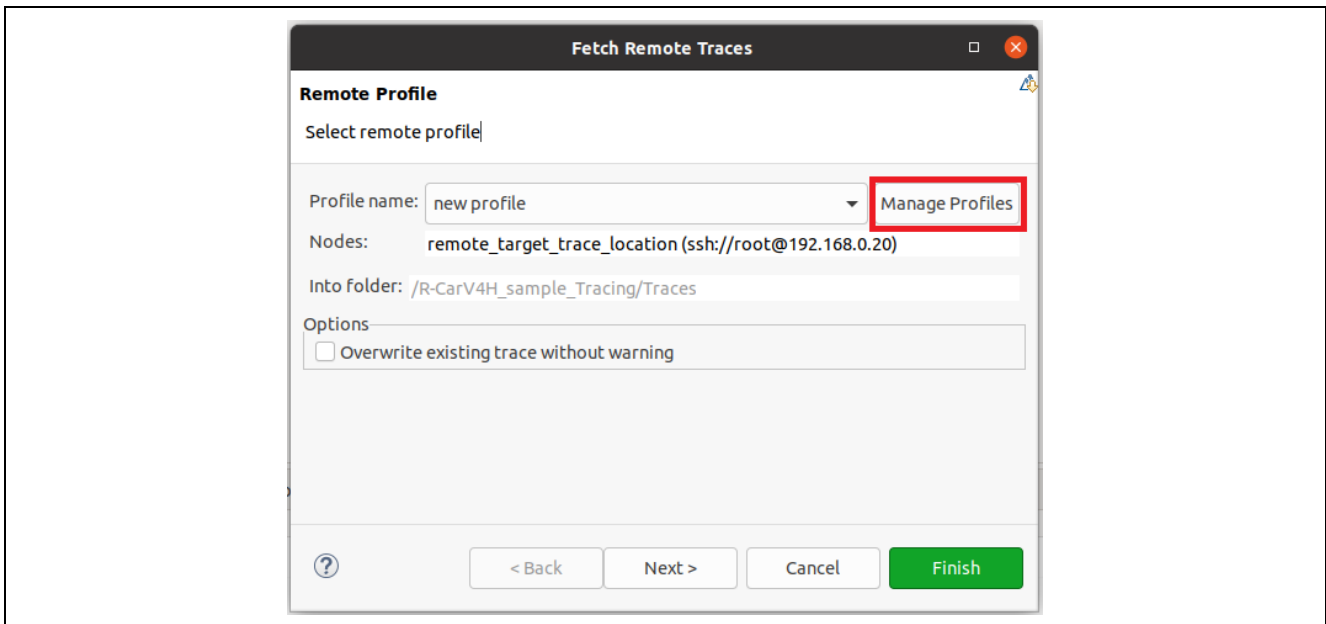 Fetch Remote Traces
Remote Profile
Select remote profile
Profile name: new profile Manage Profiles
Nodes: remote_target_trace_location (ssh://root@192.168.0.20)
Into folder: /R-CarV4H_sample_Tracing/Traces
Options
Overwrite existing trace without warning
? < Back Next > Cancel Finish